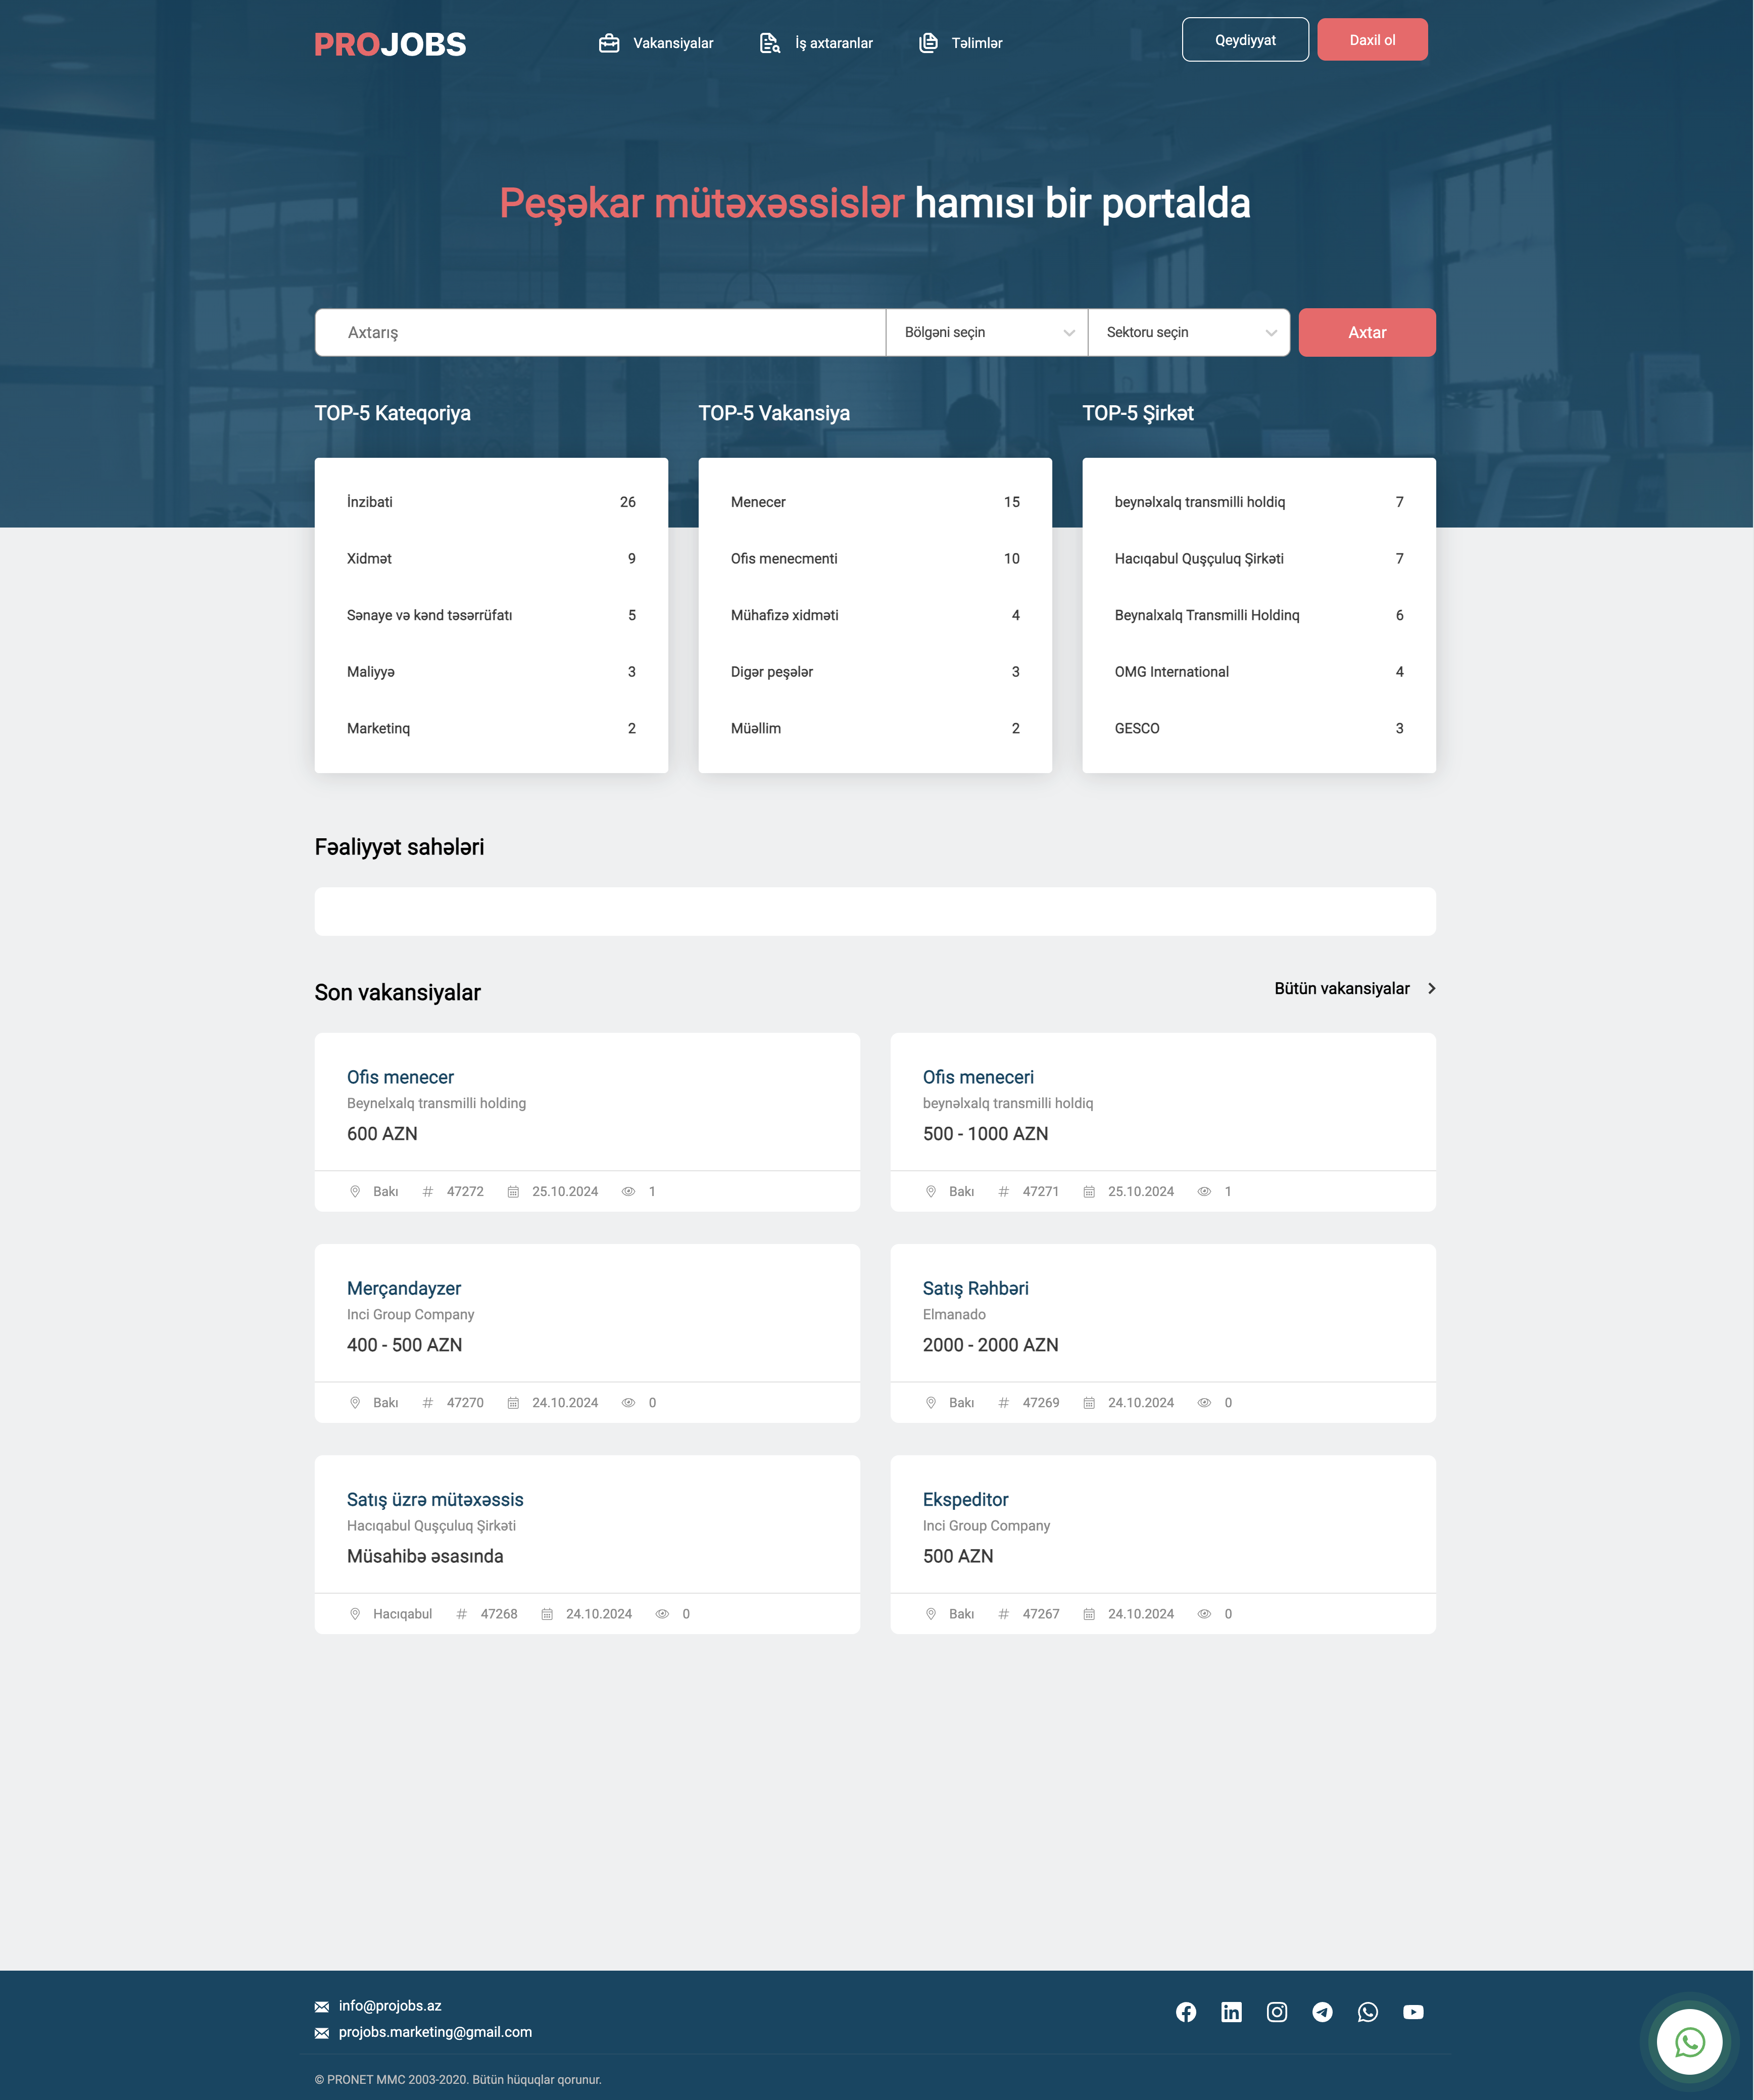 PROJOBS
Vakansiyalar
İş axtaranlar
Təlimlər
Qeydiyyat
Daxil ol
Peşəkar mütəxəssislər hamısı bir portalda
Axtarış
Bölgəni seçin
Sektoru seçin
Axtar
TOP-5 Kateqoriya
İnzibati 26
Xidmət 9
Sənaye və kənd təsərrüfatı 5
Maliyyə 3
Marketinq 2
TOP-5 Vakansiya
Menecer 15
Ofis menecmenti 10
Mühafizə xidməti 4
Digər peşələr 3
Müəllim 2
TOP-5 Şirkət
beynəlxalq transmilli holdiq 7
Hacıqabul Quşçuluq Şirkəti 7
Beynalxalq Transmilli Holdinq 6
OMG International 4
GESCO 3
Fəaliyyət sahələri
Son vakansiyalar
Bütün vakansiyalar
Ofis menecer
Beynelxalq transmilli holding
600 AZN
Bakı # 47272 25.10.2024 1
Ofis meneceri
beynəlxalq transmilli holdiq
500 - 1000 AZN
Bakı # 47271 25.10.2024 1
Merçandayzer
Inci Group Company
400 - 500 AZN
Bakı # 47270 24.10.2024 0
Satış Rəhbəri
Elmanado
2000 - 2000 AZN
Bakı # 47269 24.10.2024 0
Satış üzrə mütəxəssis
Hacıqabul Quşçuluq Şirkəti
Müsahibə əsasında
Hacıqabul # 47268 24.10.2024 0
Ekspeditor
Inci Group Company
500 AZN
Bakı # 47267 24.10.2024 0
info@projobs.az
projobs.marketing@gmail.com
© PRONET MMC 2003-2020. Bütün hüquqlar qorunur.